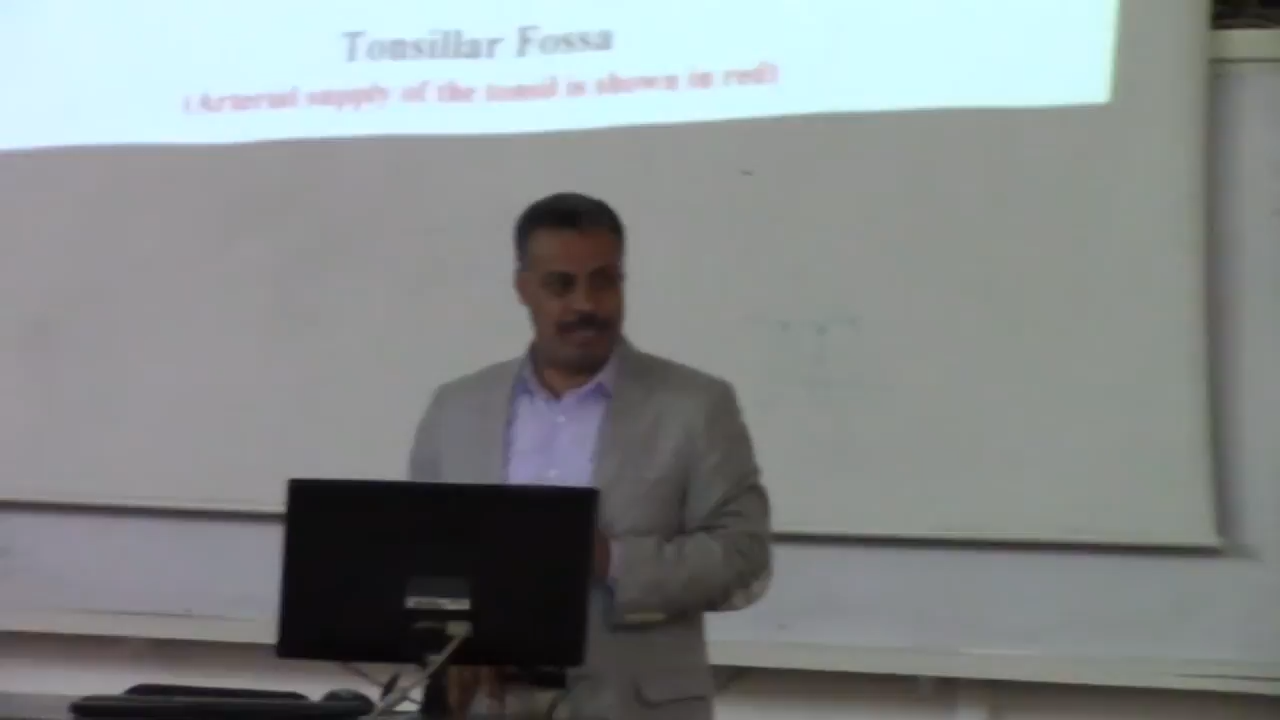 Tonsillar Fossa
(Arterial supply of the tonsil is shown in red)